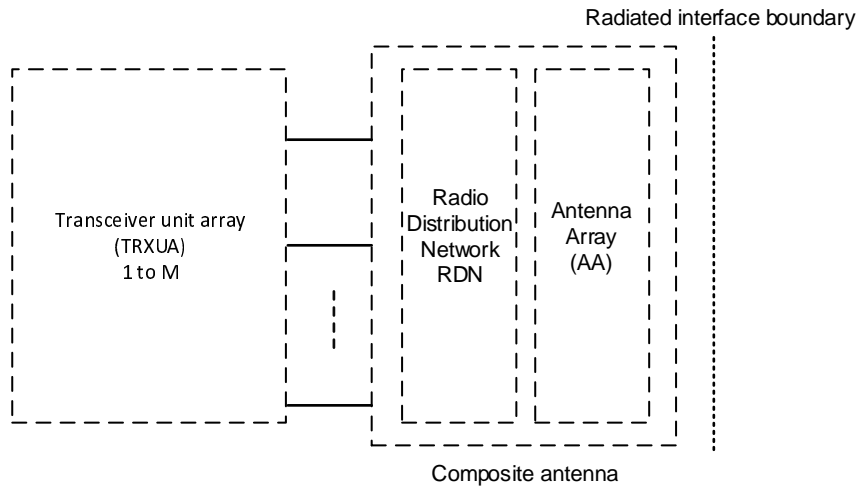 Radiated interface boundary
Transceiver unit array
(TRXUA)
1 to M
Radio
Distribution
Network
RDN
Antenna
Array
(AA)
Composite antenna